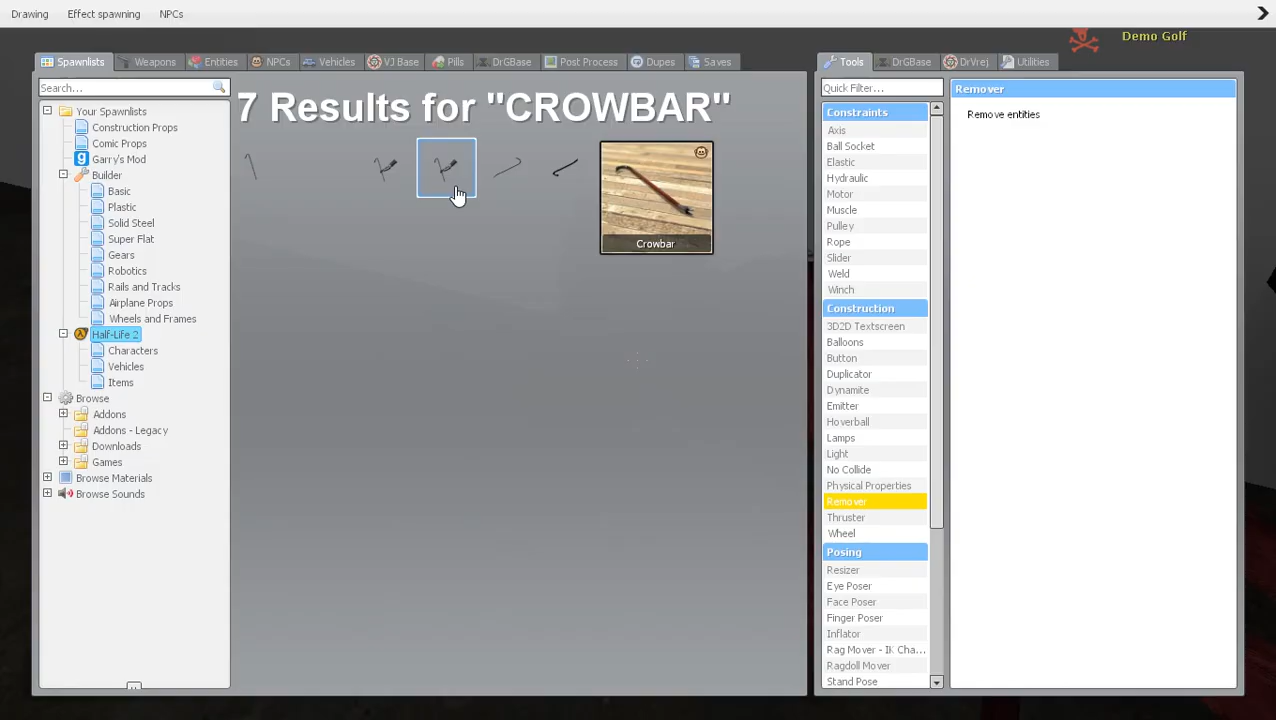 Drawing Effect spawning NPCs
Demo Golf
Spawnlists Weapons Entities NPCs Vehicles VJ Base Pills DrGBase Post Process Dupes Saves
Search...
7 Results for "CROWBAR"
Your Spawnlists
Construction Props
Comic Props
Garry's Mod
Builder
Basic
Plastic
Solid Steel
Super Flat
Gears
Robotics
Rails and Tracks
Airplane Props
Wheels and Frames
Half-Life 2
Characters
Vehicles
Items
Browse
Addons
Addons - Legacy
Downloads
Games
Browse Materials
Browse Sounds
Crowbar
Tools DrGBase DrVrej Utilities
Quick Filter...
Constraints
Axis
Ball Socket
Elastic
Hydraulic
Motor
Muscle
Pulley
Rope
Slider
Weld
Winch
Construction
3D2D Textscreen
Balloons
Button
Duplicator
Dynamite
Emitter
Hoverball
Lamps
Light
No Collide
Physical Properties
Remover
Thruster
Wheel
Posing
Resizer
Eye Poser
Face Poser
Finger Poser
Inflator
Rag Mover - IK Cha...
Ragdoll Mover
Stand Pose
Remover
Remove entities